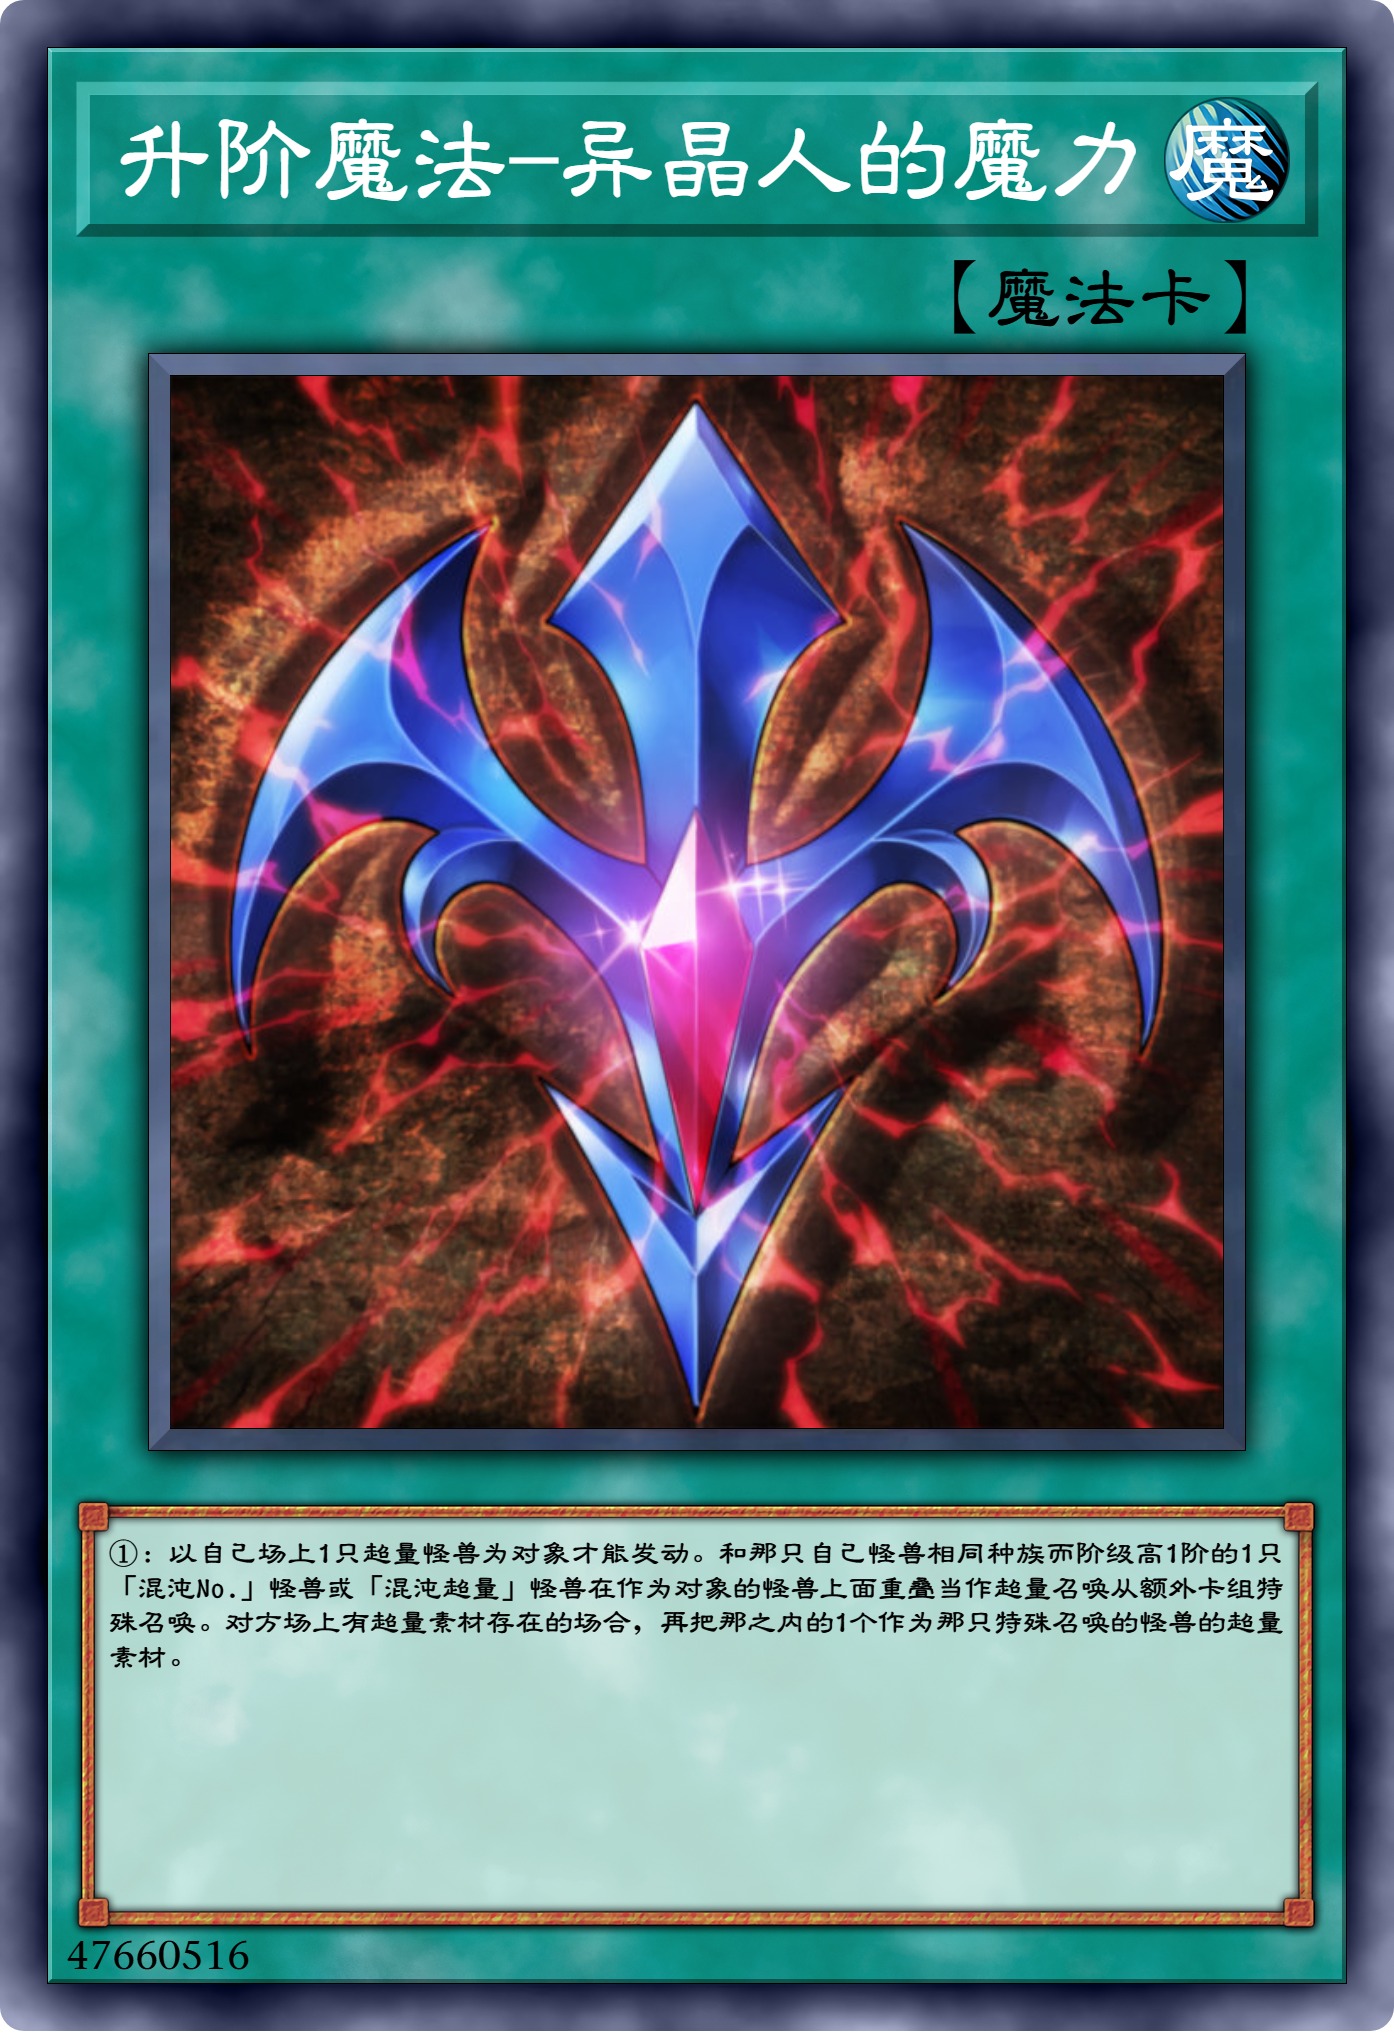 升阶魔法-异晶人的魔力 魔
【魔法卡】
①：以自己场上1只超量怪兽为对象才能发动。和那只自己怪兽相同种族而阶级高1阶的1只
「混沌No.」怪兽或「混沌超量」怪兽在作为对象的怪兽上面重叠当作超量召唤从额外卡组特
殊召唤。对方场上有超量素材存在的场合，再把那之内的1个作为那只特殊召唤的怪兽的超量
素材。
47660516